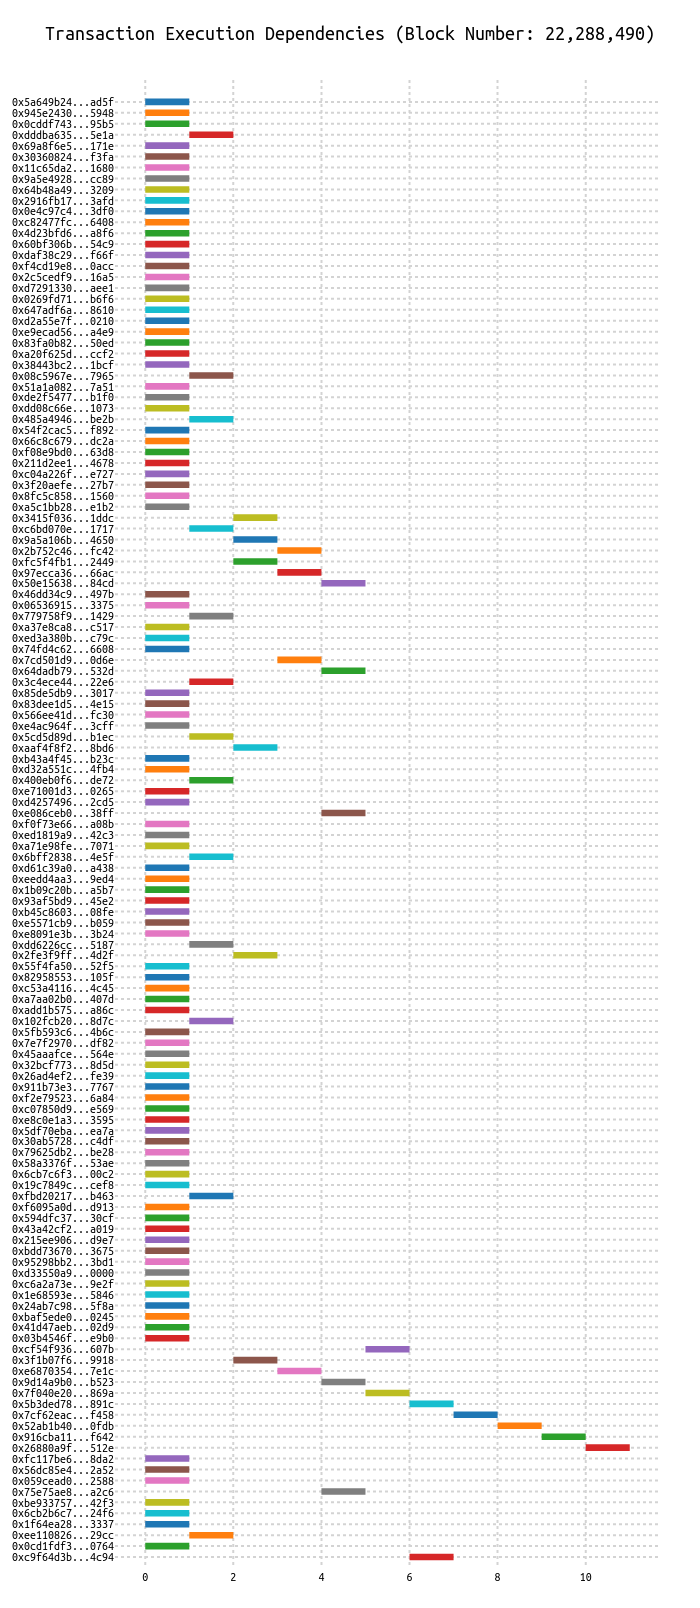 Transaction Execution Dependencies (Block Number: 22,288,490)
0x5a649b24...ad5f
0x945e2430...5948
0x0cddf743...95b5
0xdddba635...5e1a
0x69a8f6e5...171e
0x30360824...f3fa
0x11c65da2...1680
0x9a5e4928...cc89
0x64b48a49...3209
0x2916fb17...3afd
0x0e4c97c4...3df0
0xc82477fc...6408
0x4d23bfd6...a8f6
0x60bf306b...54c9
0xdaf38c29...f66f
0xf4cd19e8...0acc
0x2c5cedf9...16a5
0xd7291330...aee1
0x0269fd71...b6f6
0x647adf6a...8610
0xd2a55e7f...0210
0xe9ecad56...a4e9
0x83fa0b82...50ed
0xa20f625d...ccf2
0x38443bc2...1bcf
0x08c5967e...7965
0x51a1a082...7a51
0xde2f5477...b1f0
0xdd08c66e...1073
0x485a4946...be2b
0x54f2cac5...f892
0x66c8c679...dc2a
0xf08e9bd0...63d8
0x211d2ee1...4678
0xc04a226f...e727
0x3f20aefe...27b7
0x8fc5c858...1560
0xa5c1bb28...e1b2
0x3415f036...1ddc
0xc6bd070e...1717
0x9a5a106b...4650
0x2b752c46...fc42
0xfc5f4fb1...2449
0x97ecca36...66ac
0x50e15638...84cd
0x46dd34c9...497b
0x06536915...3375
0x779758f9...1429
0xa37e8ca8...c517
0xed3a380b...c79c
0x74fd4c62...6608
0x7cd501d9...0d6e
0x64dadb79...532d
0x3c4ece44...22e6
0x85de5db9...3017
0x83dee1d5...4e15
0x566ee41d...fc30
0xe4ac964f...3cff
0x5cd5d89d...b1ec
0xaaf4f8f2...8bd6
0xb43a4f45...b23c
0xd32a551c...4fb4
0x400eb0f6...de72
0xe71001d3...0265
0xd4257496...2cd5
0xe086ceb0...38ff
0xf0f73e66...a08b
0xed1819a9...42c3
0xa71e98fe...7071
0x6bff2838...4e5f
0xd61c39a0...a438
0xeedd4aa3...9ed4
0x1b09c20b...a5b7
0x93af5bd9...45e2
0xb45c8603...08fe
0xe5571cb9...b059
0xe8091e3b...3b24
0xdd6226cc...5187
0x2fe3f9ff...4d2f
0x55f4fa50...52f5
0x82958553...105f
0xc53a4116...4c45
0xa7aa02b0...407d
0xadd1b575...a86c
0x102fcb20...8d7c
0x5fb593c6...4b6c
0x7e7f2970...df82
0x45aaafce...564e
0x32bcf773...8d5d
0x26ad4ef2...fe39
0x911b73e3...7767
0xf2e79523...6a84
0xc07850d9...e569
0xe8c0e1a3...3595
0x5df70eba...ea7a
0x30ab5728...c4df
0x79625db2...be28
0x58a3376f...53ae
0x6cb7c6f3...00c2
0x19c7849c...cef8
0xfbd20217...b463
0xf6095a0d...d913
0x594dfc37...30cf
0x43a42cf2...a019
0x215ee906...d9e7
0xbdd73670...3675
0x95298bb2...3bd1
0xd33550a9...0000
0xc6a2a73e...9e2f
0x1e68593e...5846
0x24ab7c98...5f8a
0xbaf5ede0...0245
0x41d47aeb...02d9
0x03b4546f...e9b0
0xcf54f936...607b
0x3f1b07f6...9918
0xe6870354...7e1c
0x9d14a9b0...b523
0x7f040e20...869a
0x5b3ded78...891c
0x7cf62eac...f458
0x52ab1b40...0fdb
0x916cba11...f642
0x26880a9f...512e
0xfc117be6...8da2
0x56dc85e4...2a52
0x059cead0...2588
0x75e75ae8...a2c6
0xbe933757...42f3
0x6cb2b6c7...24f6
0x1f64ea28...3337
0xee110826...29cc
0x0cd1fdf3...0764
0xc9f64d3b...4c94
0 2 4 6 8 10